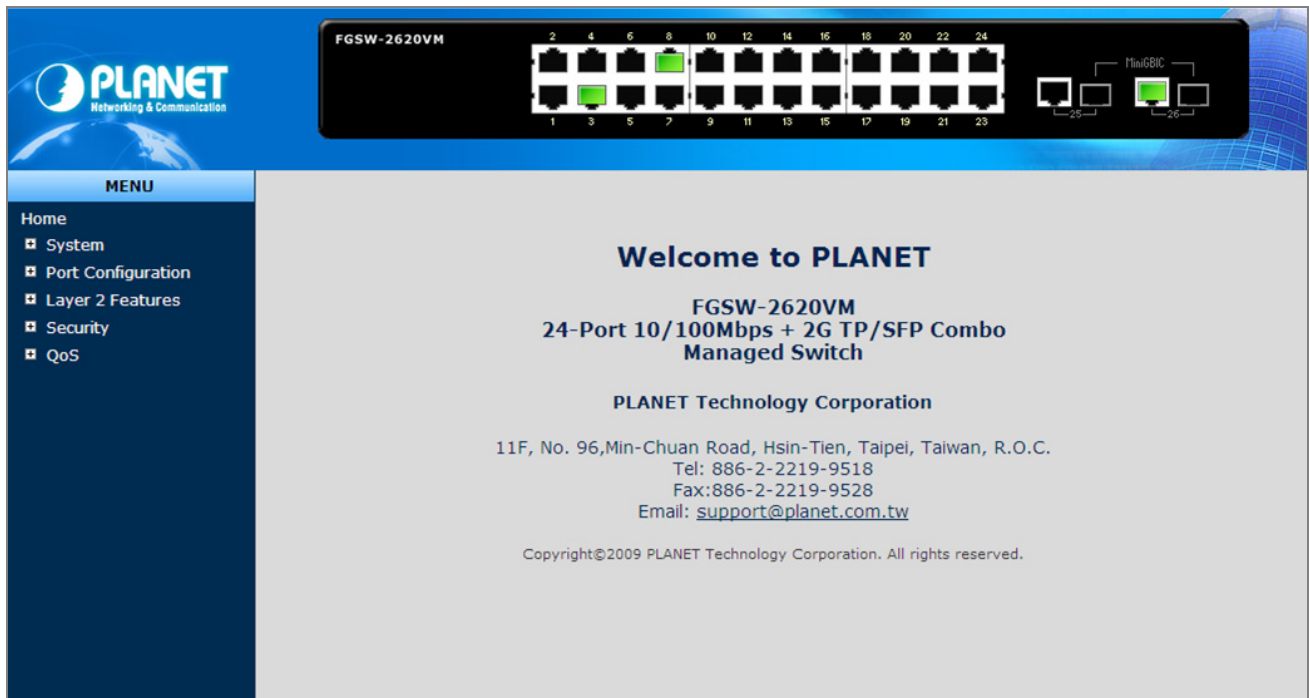 PLANET
Networking & Communication
FGSW-2620VM
2 4 6 8 10 12 14 16 18 20 22 24
MiniGBIC
1 3 5 7 9 11 13 15 17 19 21 23
25 26
MENU
Home
System
Port Configuration
Layer 2 Features
Security
QoS
Welcome to PLANET
FGSW-2620VM
24-Port 10/100Mbps + 2G TP/SFP Combo
Managed Switch
PLANET Technology Corporation
11F, No. 96,Min-Chuan Road, Hsin-Tien, Taipei, Taiwan, R.O.C.
Tel: 886-2-2219-9518
Fax:886-2-2219-9528
Email: support@planet.com.tw
Copyright©2009 PLANET Technology Corporation. All rights reserved.